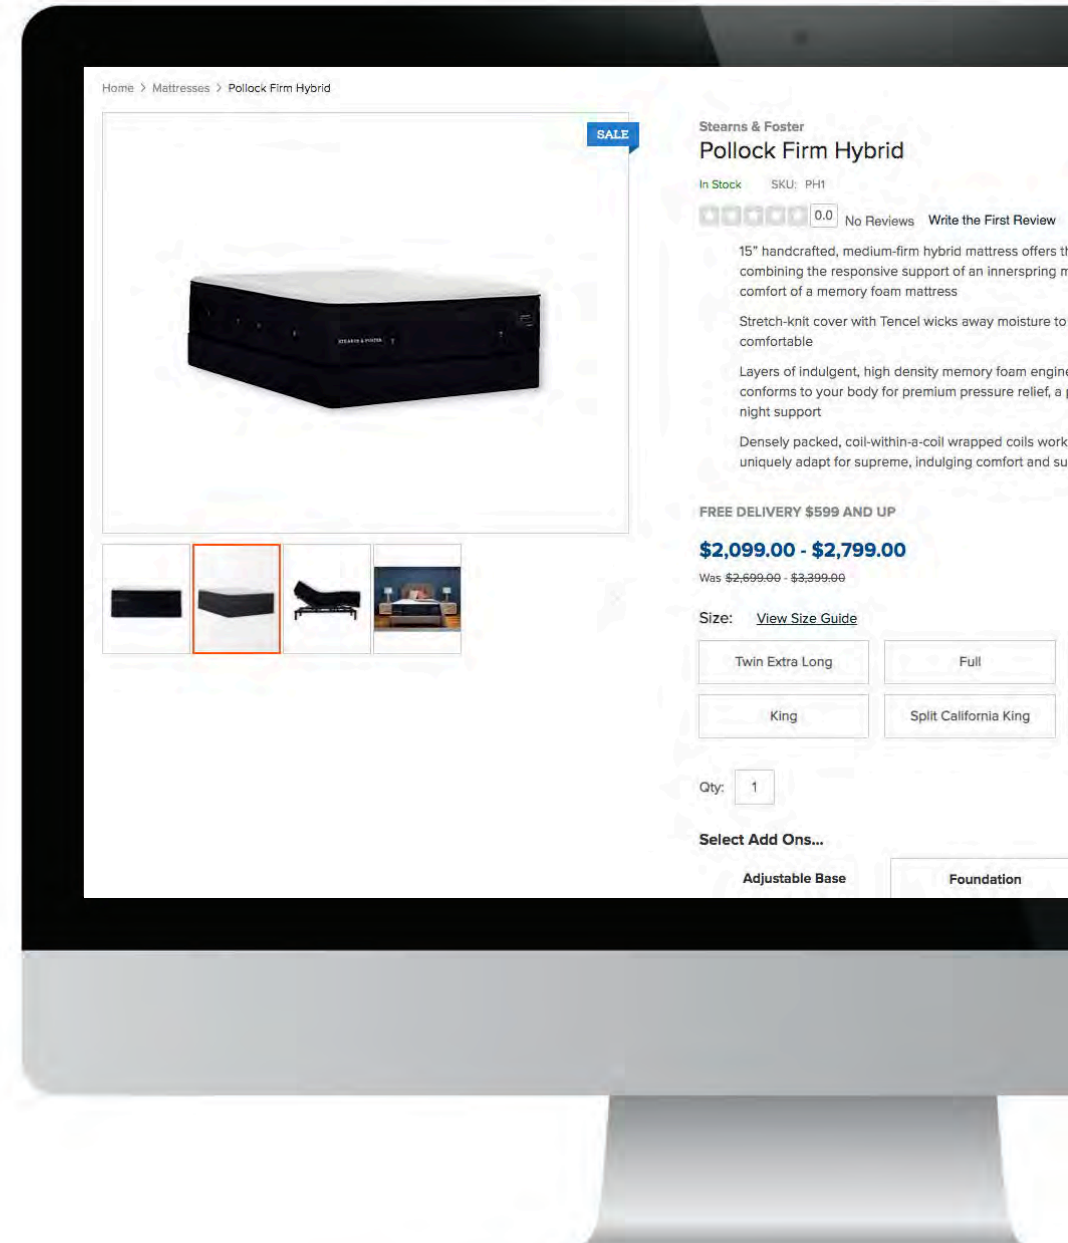 Home > Mattresses > Pollock Firm Hybrid
SALE
STEARNS & FOSTER
Stearns & Foster
Pollock Firm Hybrid
In Stock SKU: PH1
0.0 No Reviews Write the First Review
15" handcrafted, medium-firm hybrid mattress offers
combining the responsive support of an innerspring
comfort of a memory foam mattress
Stretch-knit cover with Tencel wicks away moisture to
comfortable
Layers of indulgent, high density memory foam
conforms to your body for premium pressure relief, a
night support
Densely packed, coil-within-a-coil wrapped coils work
uniquely adapt for supreme, indulging comfort and
FREE DELIVERY $599 AND UP
$2,099.00 - $2,799.00
Was $2,699.00 - $3,399.00
Size: View Size Guide
Twin Extra Long Full
King Split California King
Qty: 1
Select Add Ons...
Adjustable Base Foundation